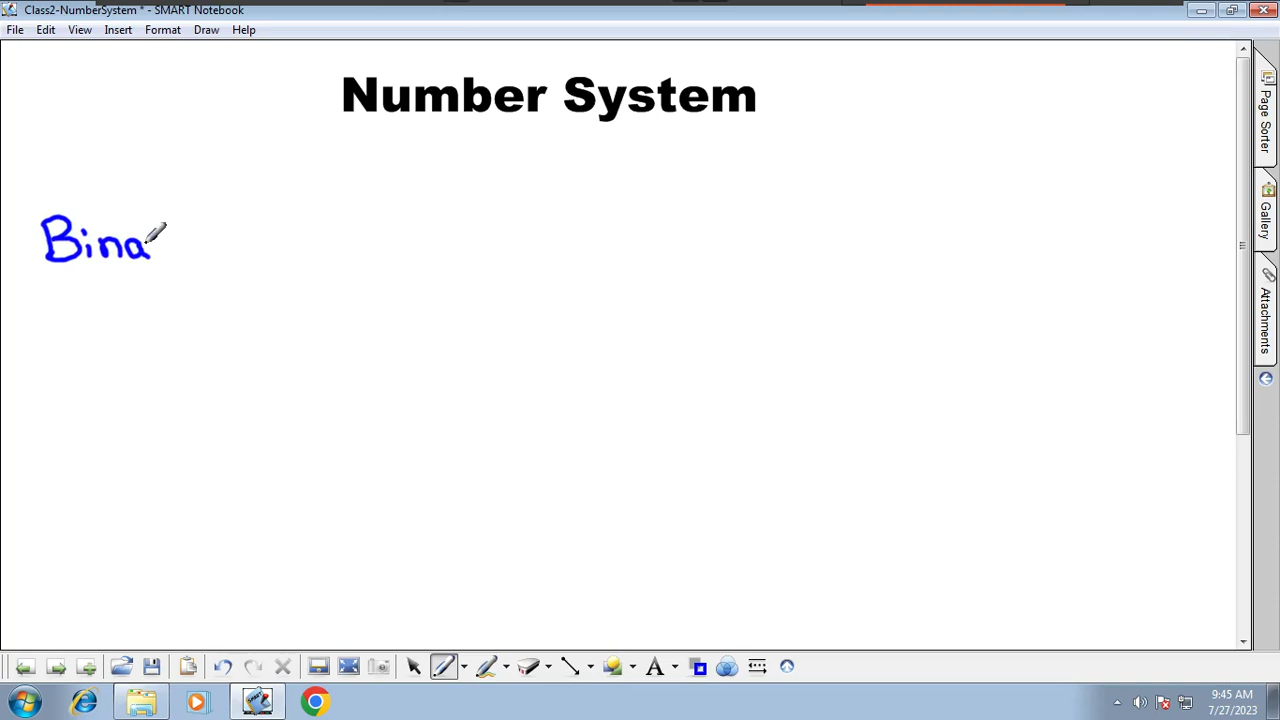 Class2-NumberSystem * - SMART Notebook
File Edit View Insert Format Draw Help
Number System
Bina
Page Sorter
Gallery
Attachments
A
9:45 AM
7/27/2023